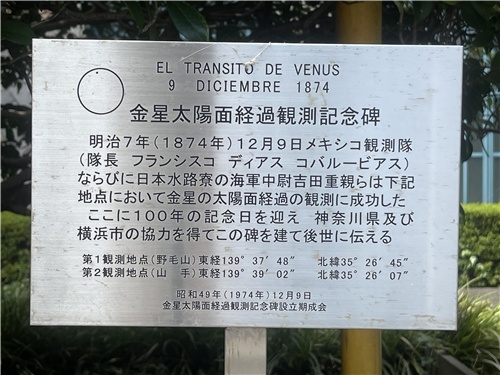 EL TRANSITO DE VENUS
9 DICIEMBRE 1874
金星太陽面経過観測記念碑
明治7年(1874年)12月9日メキシコ観測隊
(隊長 フランシスコ ディアス コバルービアス)
ならびに日本水路寮の海軍中尉吉田重親らは下記
地点において金星の太陽面経過の観測に成功した
ここに100年の記念日を迎え 神奈川県及び
横浜市の協力を得てこの碑を建て後世に伝える
第1観測地点(野毛山)東経139° 37′ 48″ 北緯35° 26′ 45″
第2観測地点(山 手)東経139° 39′ 02″ 北緯35° 26′ 07″
昭和49年(1974年)12月9日
金星太陽面経過観測記念碑設立期成会